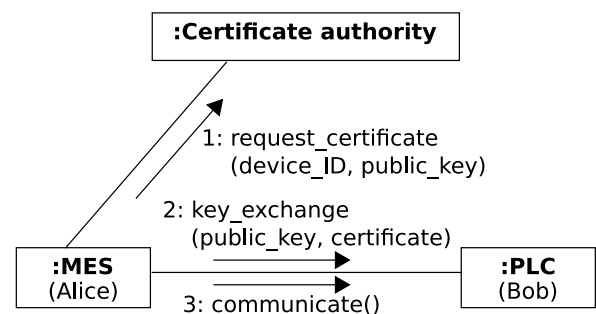 :Certificate authority
1: request_certificate
(device_ID, public_key)
2: key_exchange
(public_key, certificate)
:MES
(Alice)
:PLC
(Bob)
3: communicate()